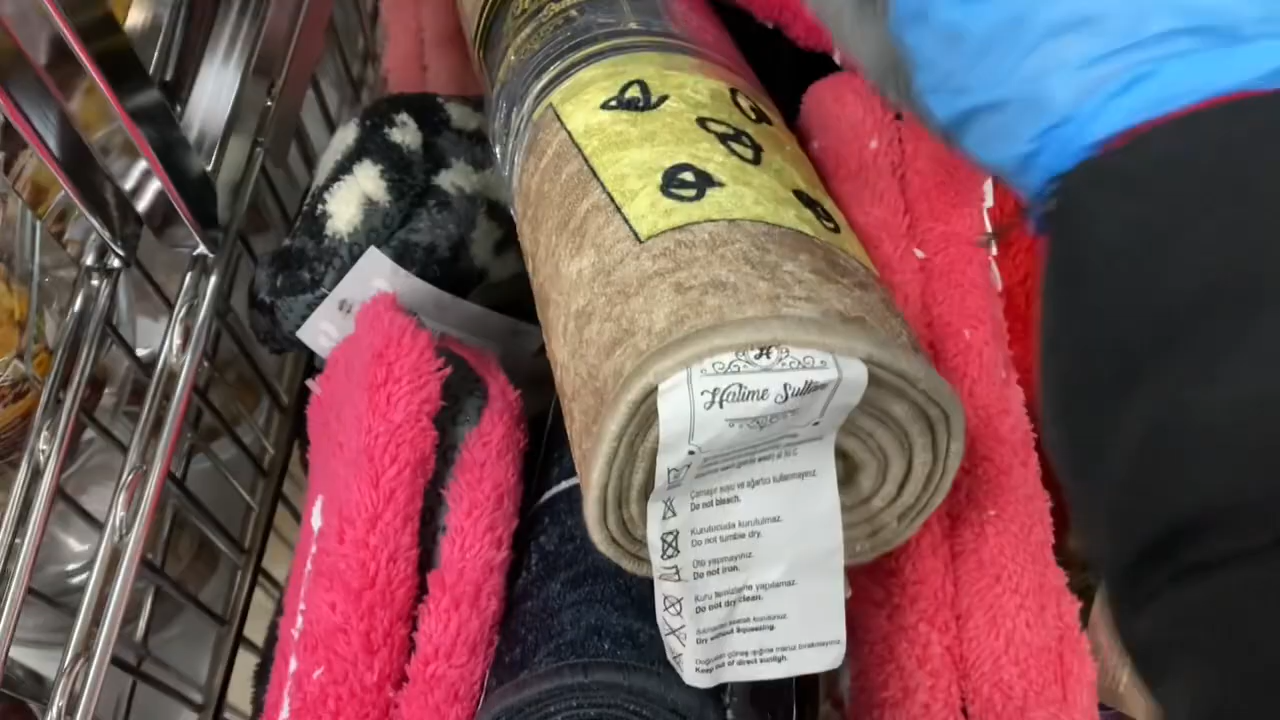 H
Halime Sultan
Çamaşır suyu ve ağartıcı kullanmayınız.
Do not bleach.
Kurutucuda kurutulmaz.
Do not tumble dry.
Ütü yapmayınız.
Do not iron.
Kuru temizleme yapılamaz.
Do not dry clean.
Dry without Squeezing.
Doğrudan güneş ışığına maruz bırakmayınız.
Keep out of direct sunligh.